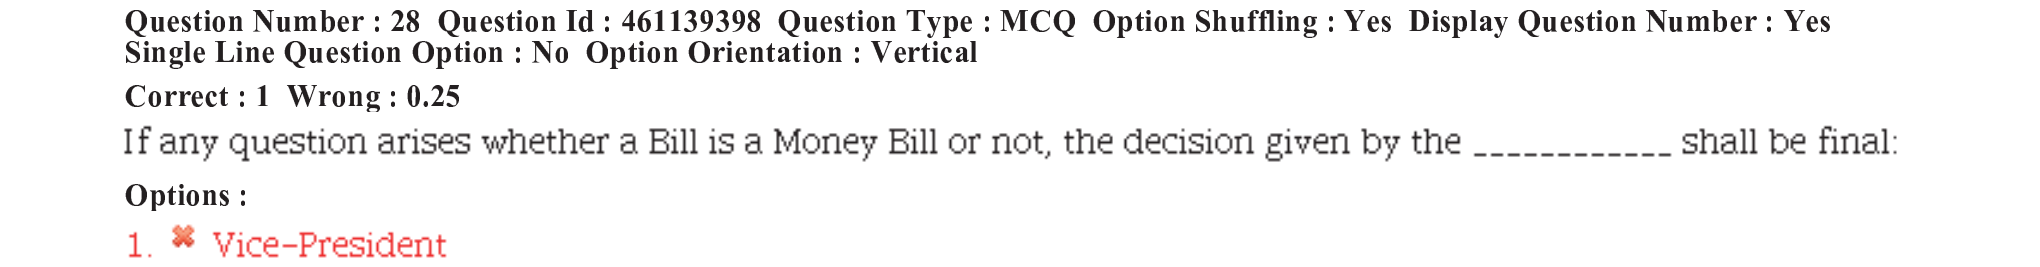 Question Number : 28 Question Id : 461139398 Question Type : MCQ Option Shuffling : Yes Display Question Number : Yes
Single Line Question Option : No Option Orientation : Vertical
Correct : 1 Wrong : 0.25
If any question arises whether a Bill is a Money Bill or not, the decision given by the ____________ shall be final:
Options :
1. ✖ Vice-President